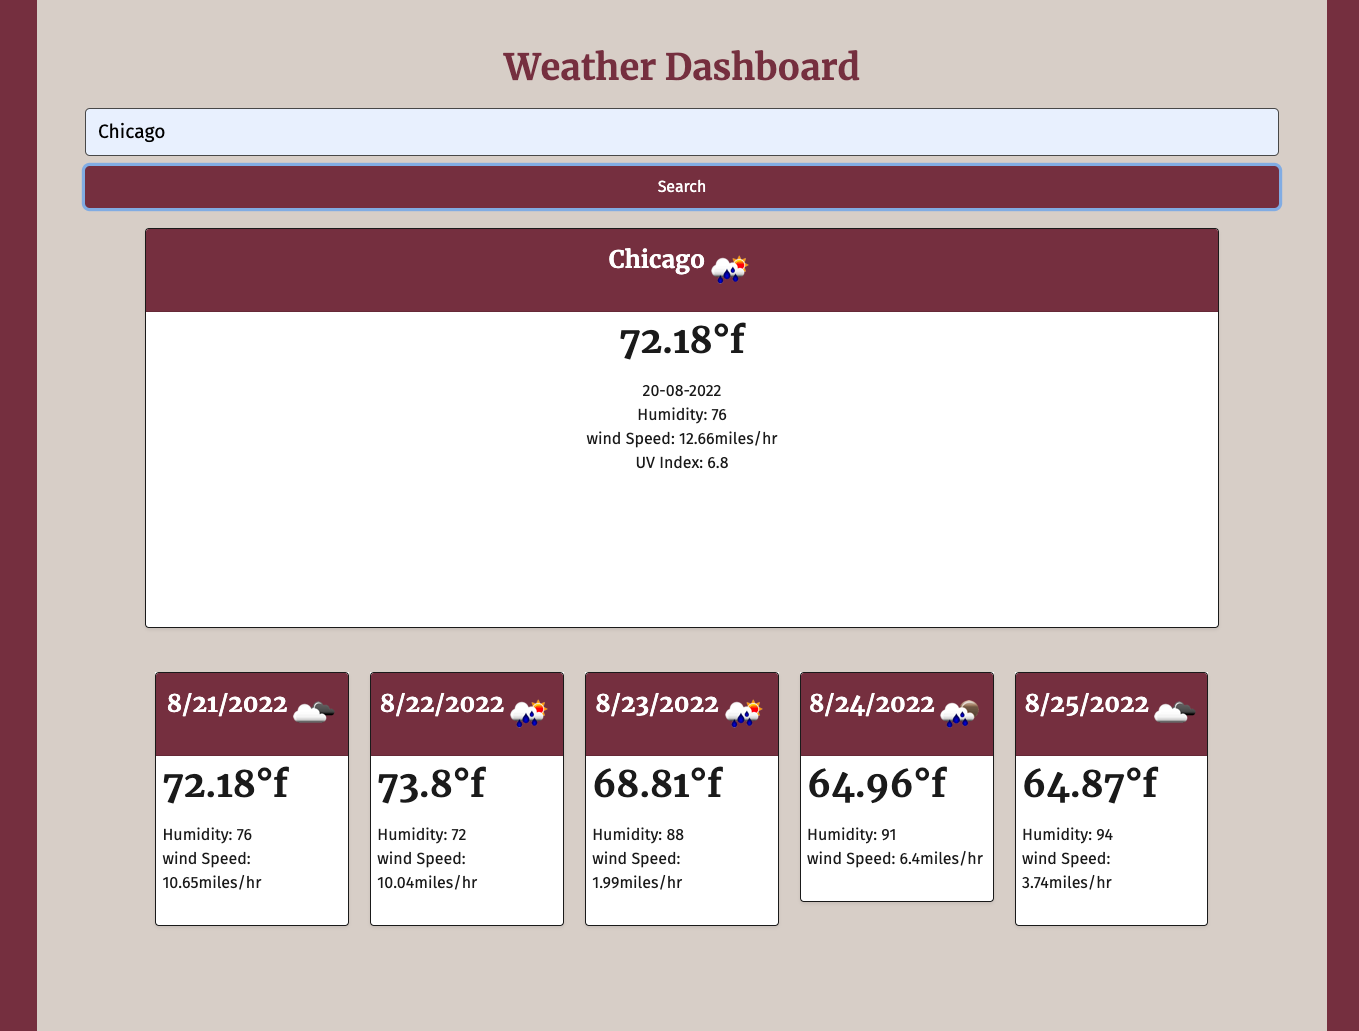 Weather Dashboard
Chicago
Search
Chicago
72.18°f
20-08-2022
Humidity: 76
wind Speed: 12.66miles/hr
UV Index: 6.8
8/21/2022
72.18°f
Humidity: 76
wind Speed:
10.65miles/hr
8/22/2022
73.8°f
Humidity: 72
wind Speed:
10.04miles/hr
8/23/2022
68.81°f
Humidity: 88
wind Speed:
1.99miles/hr
8/24/2022
64.96°f
Humidity: 91
wind Speed: 6.4miles/hr
8/25/2022
64.87°f
Humidity: 94
wind Speed:
3.74miles/hr